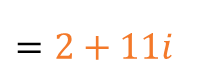 = 2 + 11i